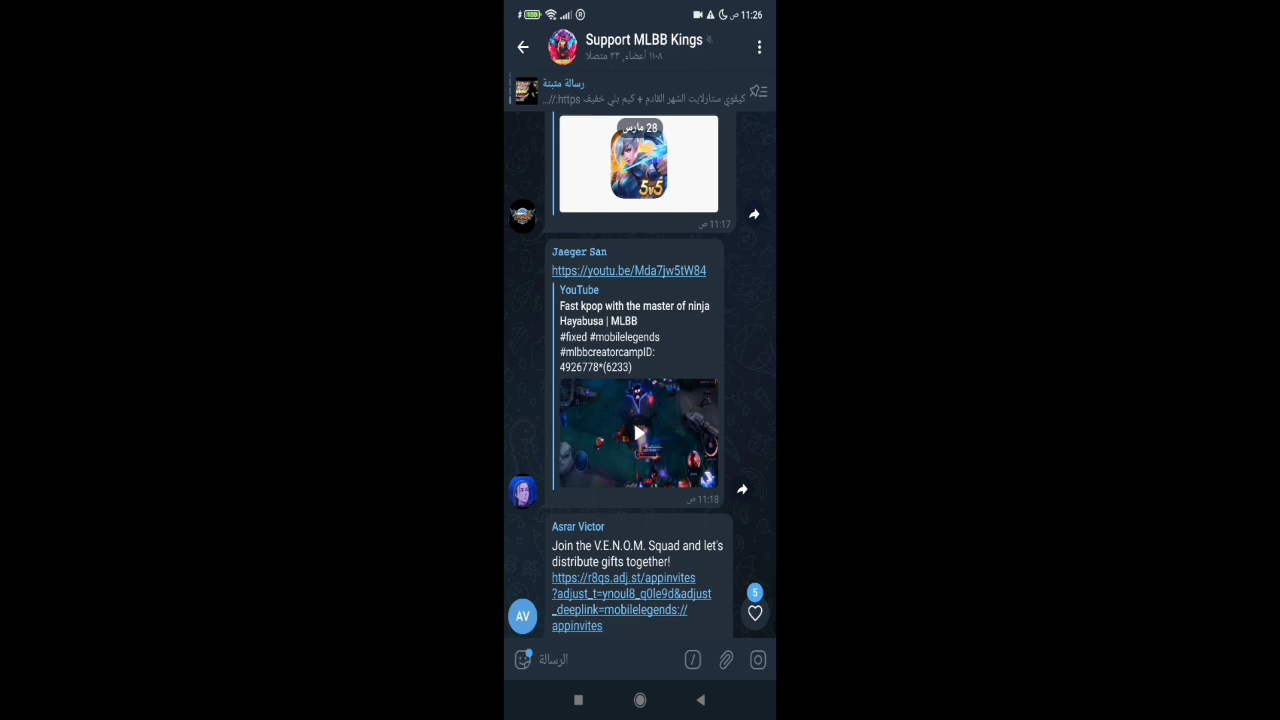 11:26 ص
Support MLBB Kings
١١٠٨ أعضاء, ٢٣ متصلا
رسالة مثبتة
كيفوي ستارلايت الشهر القادم + كيم بلي خفيف https://...
28 مارس
5v5
11:17 ص
Jaeger San
https://youtu.be/Mda7jw5tW84
YouTube
Fast kpop with the master of ninja
Hayabusa | MLBB
#fixed #mobilelegends
#mlbbcreatorcampID:
4926778*(6233)
11:18 ص
Asrar Victor
Join the V.E.N.O.M. Squad and let's
distribute gifts together!
https://r8qs.adj.st/appinvites
?adjust_t=ynoul8_q0le9d&adjust
_deeplink=mobilelegends://
appinvites
5
AV
الرسالة